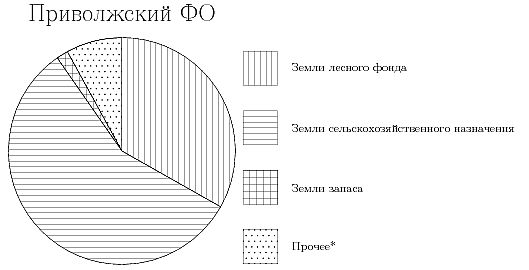 Приволжский ФО
Земли лесного фонда
Земли сельскохозяйственного назначения
Земли запаса
Прочее*